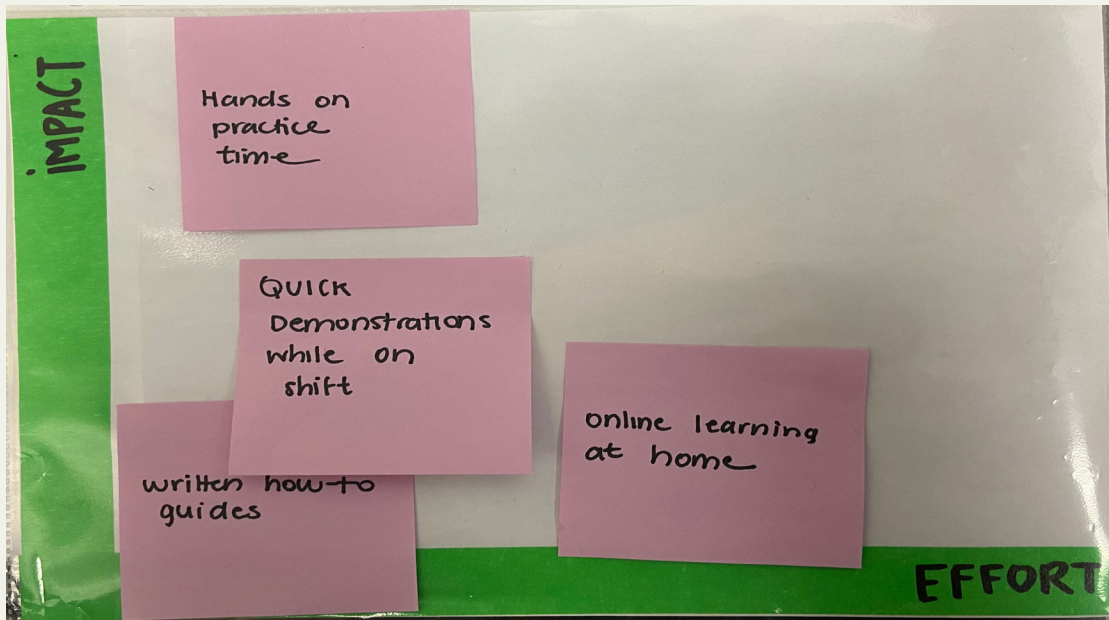 iMPACT
Hands on
practice
time
QUICK
Demonstrations
while on
shift
online learning
at home
written how-to
guides
EFFORT